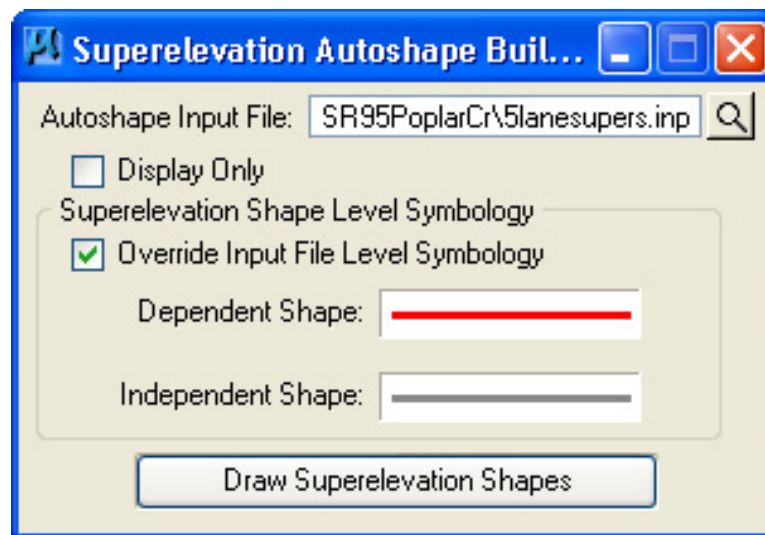 Superelevation Autoshape Buil...
Autoshape Input File: SR95PoplarCr\5lanesupers.inp
Display Only
Superelevation Shape Level Symbology
Override Input File Level Symbology
Dependent Shape:
Independent Shape:
Draw Superelevation Shapes